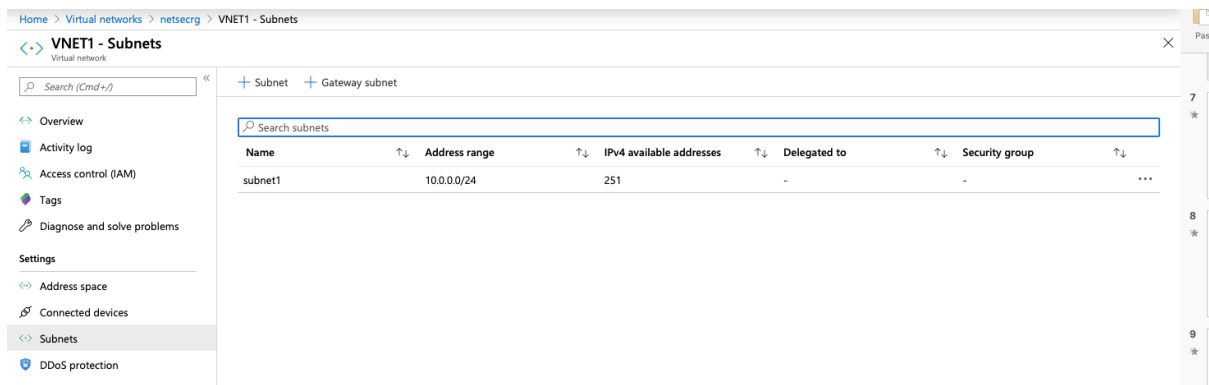 Home > Virtual networks > netsecrg > VNET1 - Subnets
VNET1 - Subnets
Virtual network
Search (Cmd+/)
Overview
Activity log
Access control (IAM)
Tags
Diagnose and solve problems
Settings
Address space
Connected devices
Subnets
DDoS protection
+ Subnet + Gateway subnet
Search subnets
Name Address range IPv4 available addresses Delegated to Security group
subnet1 10.0.0.0/24 251 - - ...
Pas
7
8
9